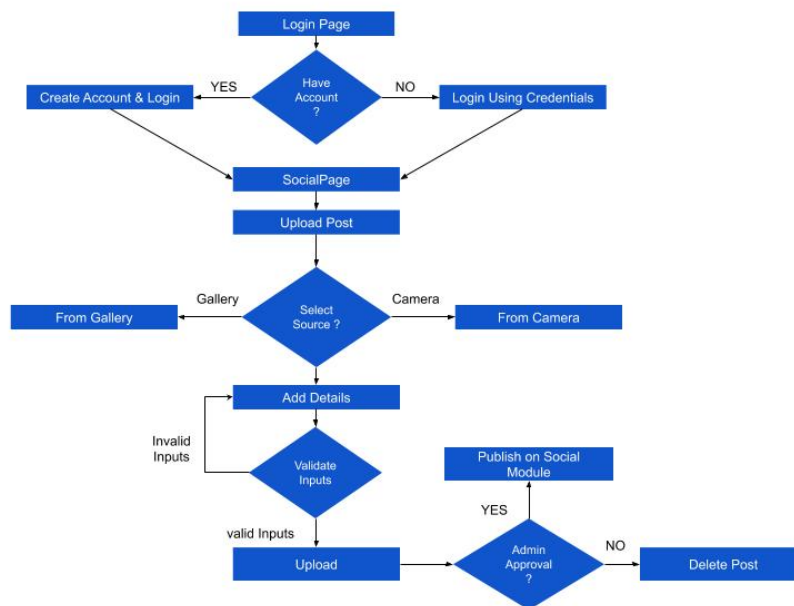 Login Page
YES
Have
Account
?
NO
Create Account & Login
Login Using Credentials
SocialPage
Upload Post
Gallery
Select
Source ?
Camera
From Gallery
From Camera
Add Details
Invalid
Inputs
Validate
Inputs
Publish on Social
Module
YES
valid Inputs
Upload
Admin
Approval
?
NO
Delete Post